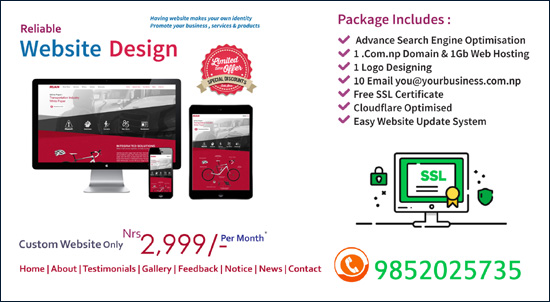 Having website makes your own identity
Promote your business , services & products
Reliable
Website Design
Limited
Time Offer
SPECIAL DISCOUNTS
Custom Website Only Nrs 2,999/- Per Month*
Home | About | Testimonials | Gallery | Feedback | Notice | News | Contact
Package Includes :
Advance Search Engine Optimisation
1 .Com.np Domain & 1Gb Web Hosting
1 Logo Designing
10 Email you@yourbusiness.com.np
Free SSL Certificate
Cloudflare Optimised
Easy Website Update System
SSL
9852025735